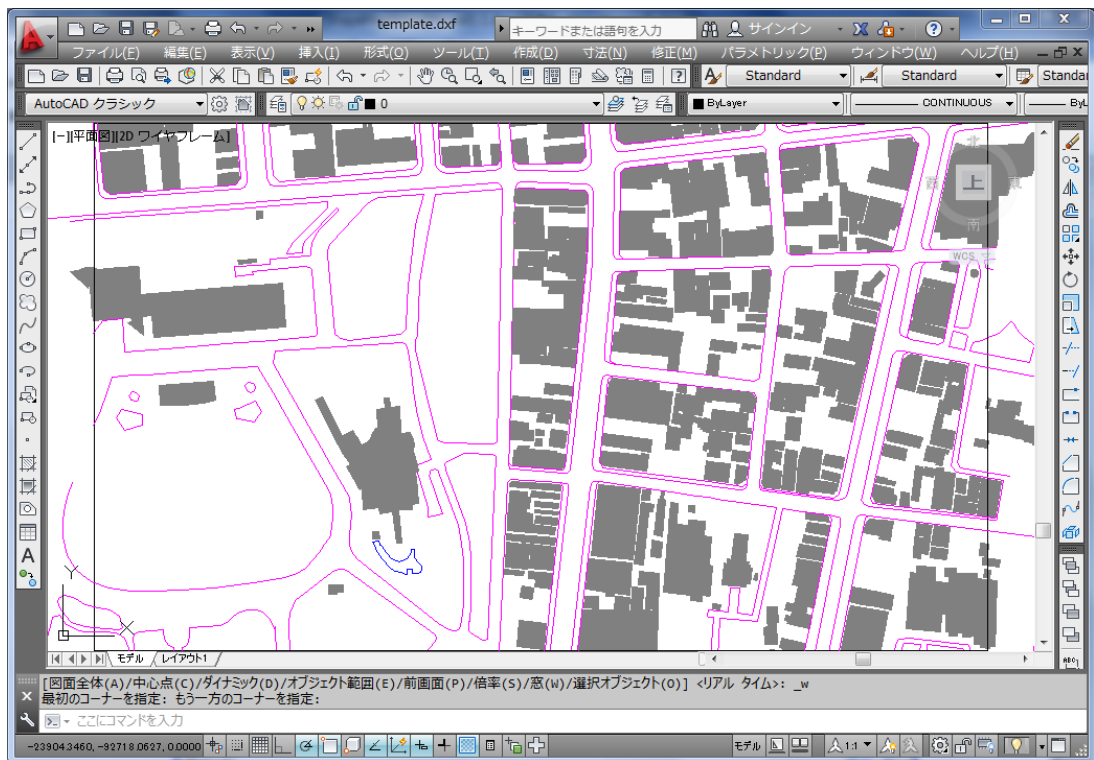 template.dxf
キーワードまたは語句を入力
サインイン
ファイル(F) 編集(E) 表示(V) 挿入(I) 形式(O) ツール(T) 作成(D) 寸法(N) 修正(M) パラメトリック(P) ウィンドウ(W) ヘルプ(H)
Standard Standard Standa
AutoCAD クラシック 0 ByLayer CONTINUOUS ByL
[-][平面図][2D ワイヤフレーム]
北
西 上 東
南
WCS
Y
X
モデル レイアウト1
[図面全体(A)/中心点(C)/ダイナミック(D)/オブジェクト範囲(E)/前画面(P)/倍率(S)/窓(W)/選択オブジェクト(O)] <リアル タイム>: _w
最初のコーナーを指定: もう一方のコーナーを指定:
ここにコマンドを入力
-23904.3460, -92718.0627, 0.0000 モデル 1:1